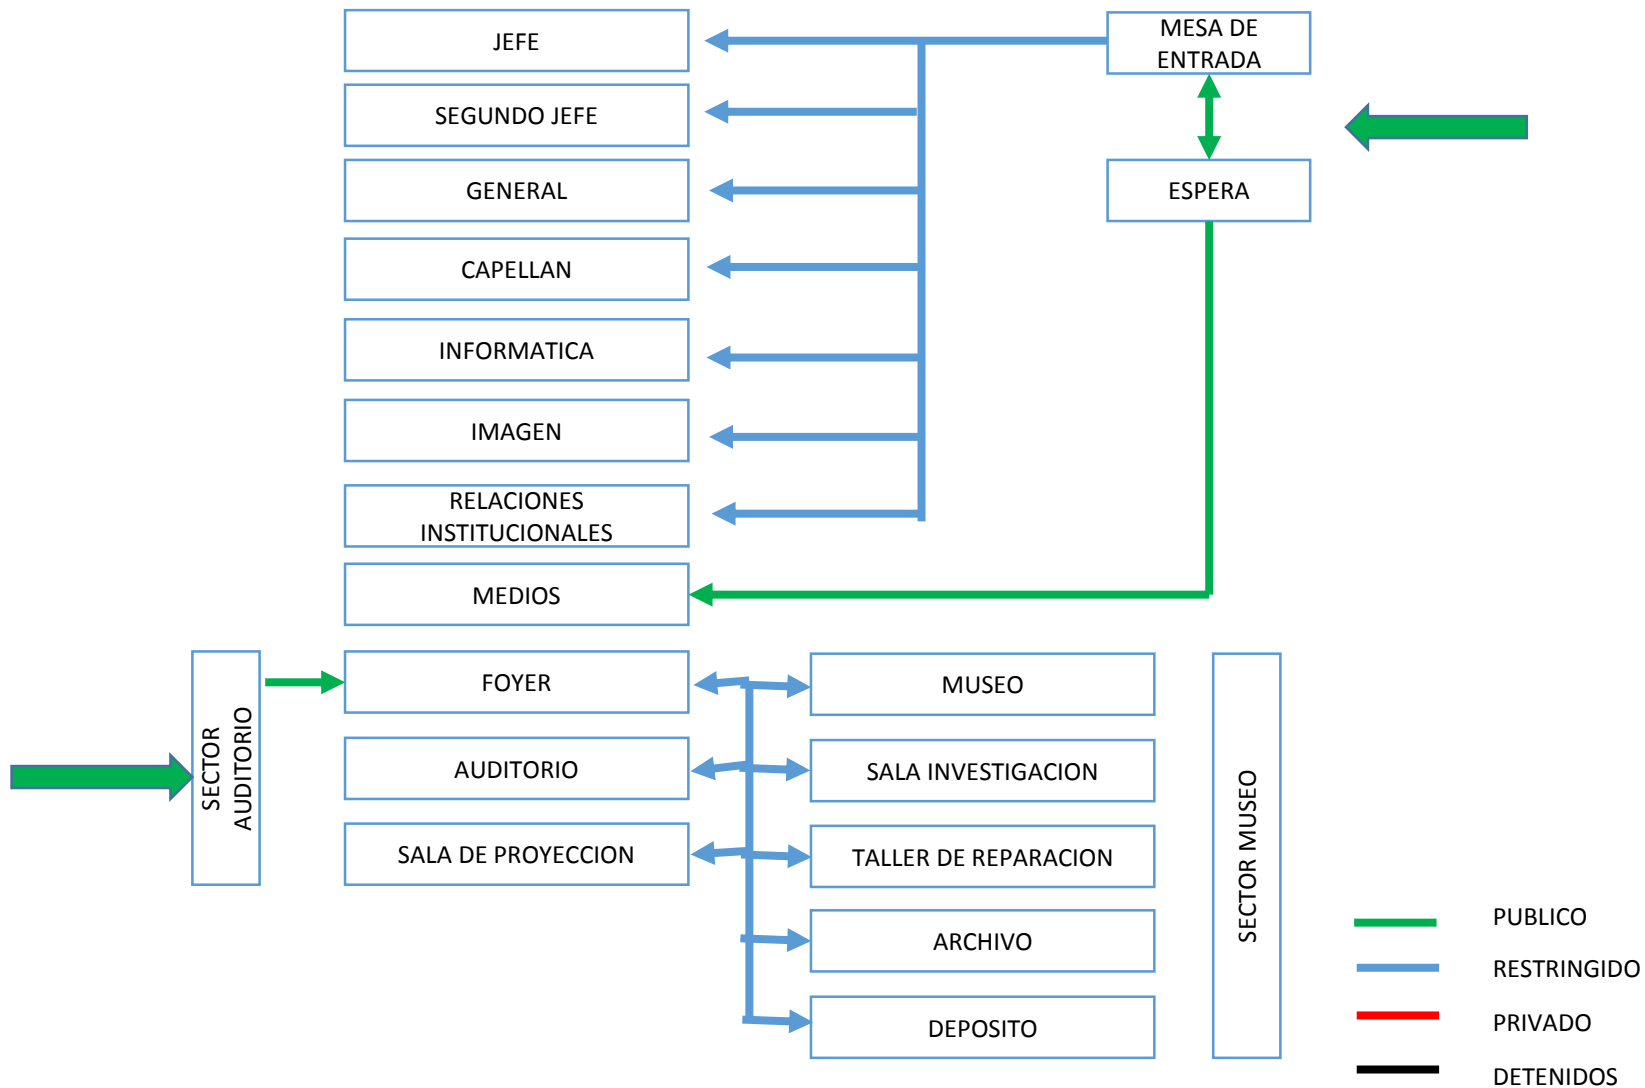 JEFE
MESA DE
ENTRADA
SEGUNDO JEFE
GENERAL
ESPERA
CAPELLAN
INFORMATICA
IMAGEN
RELACIONES
INSTITUCIONALES
MEDIOS
SECTOR
AUDITORIO
FOYER
AUDITORIO
SALA DE PROYECCION
MUSEO
SALA INVESTIGACION
TALLER DE REPARACION
ARCHIVO
DEPOSITO
SECTOR MUSEO
PUBLICO
RESTRINGIDO
PRIVADO
DETENIDOS